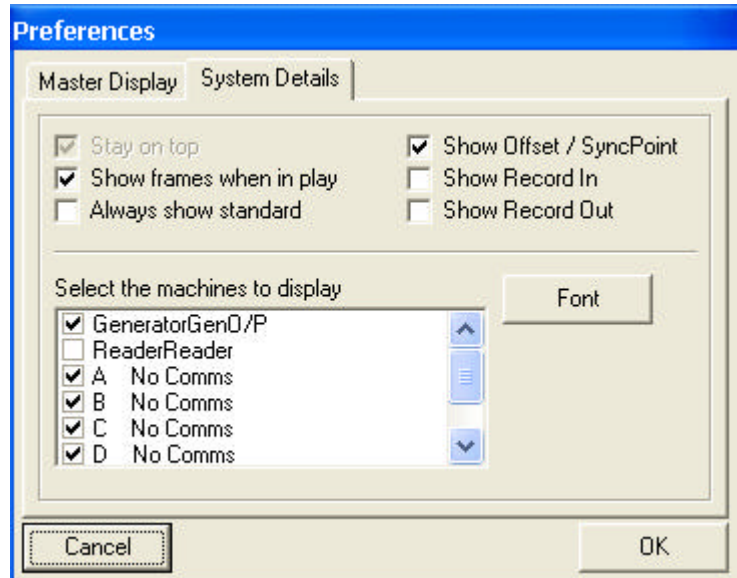 Preferences
Master Display
System Details
Stay on top
Show frames when in play
Always show standard
Show Offset / SyncPoint
Show Record In
Show Record Out
Select the machines to display
Font
GeneratorGenO/P
ReaderReader
A No Comms
B No Comms
C No Comms
D No Comms
Cancel
OK